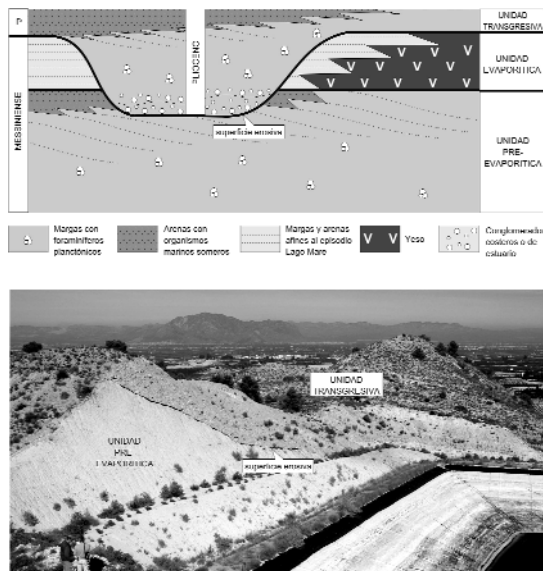 P
MESSINIENSE
PLIOCENO
superficie erosiva
UNIDAD
TRANSGRESIVA
UNIDAD
EVAPORÍTICA
UNIDAD
PRE-
EVAPORITICA
Margas con
foraminíferos
planctónicos
Arenas con
organismos
marinos someros
Margas y arenas
afines al episodio
Lago Mare
Yeso
Conglomerados
costeros o de
estuario
UNIDAD
TRANSGRESIVA
UNIDAD
PRE
EVAPORITICA
superficie erosiva